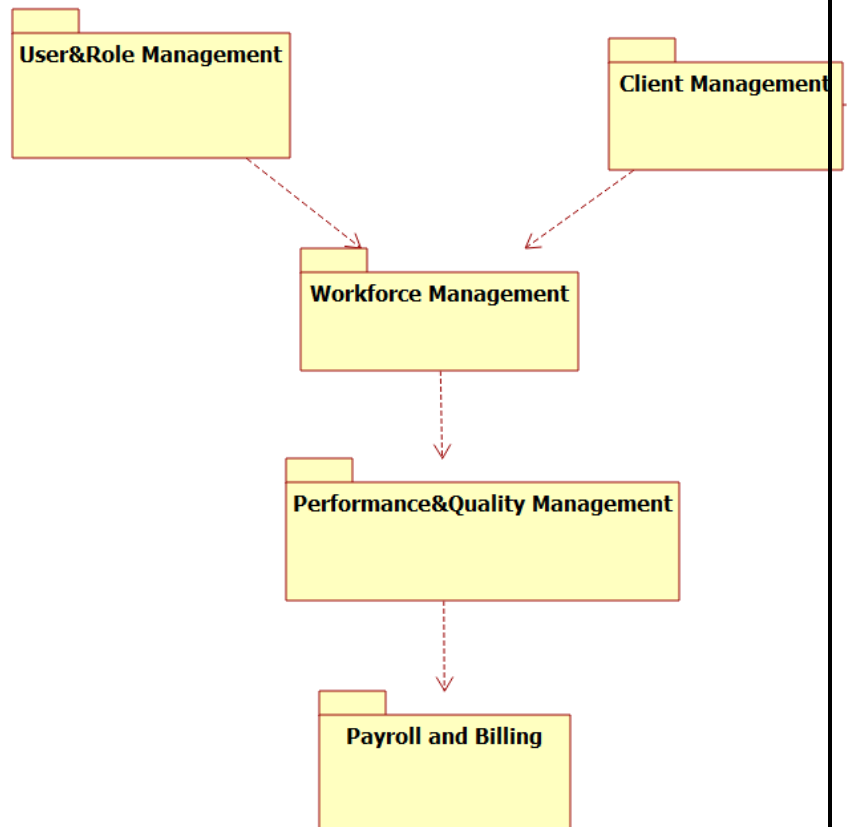 User&Role Management
Client Management
Workforce Management
Performance&Quality Management
Payroll and Billing